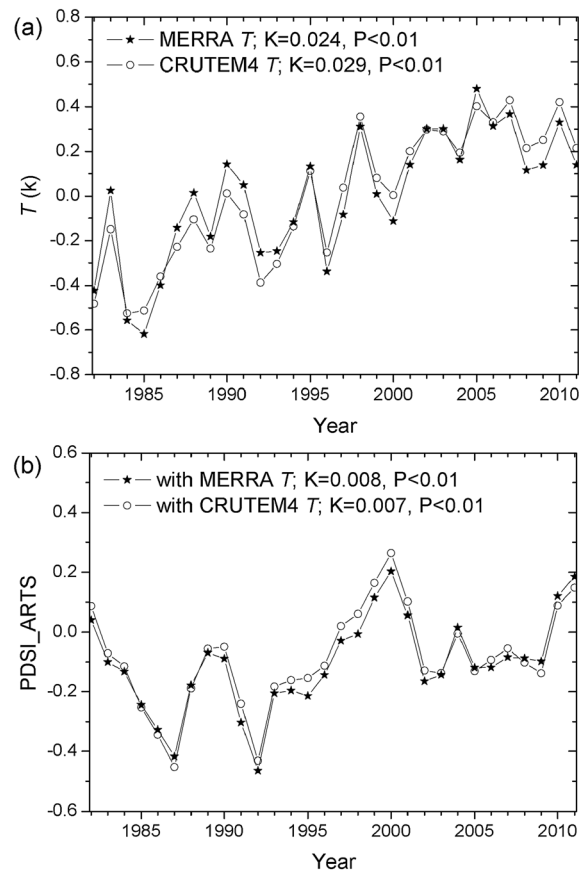 (a)
MERRA T; K=0.024, P<0.01
CRUTEM4 T; K=0.029, P<0.01
0.8
0.6
0.4
0.2
0.0
-0.2
-0.4
-0.6
-0.8
T (k)
1985 1990 1995 2000 2005 2010
Year
(b)
with MERRA T; K=0.008, P<0.01
with CRUTEM4 T; K=0.007, P<0.01
0.6
0.4
0.2
0.0
-0.2
-0.4
-0.6
PDSI_ARTS
1985 1990 1995 2000 2005 2010
Year